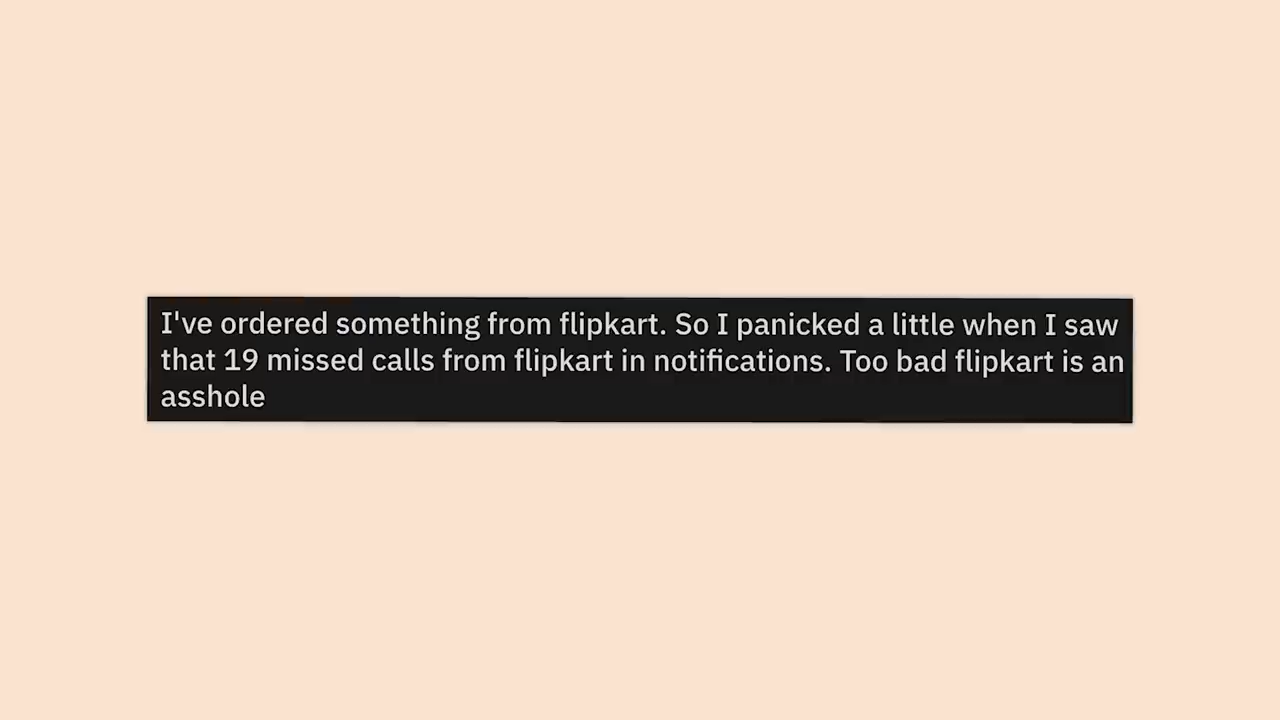 I've ordered something from flipkart. So I panicked a little when I saw
that 19 missed calls from flipkart in notifications. Too bad flipkart is an
asshole